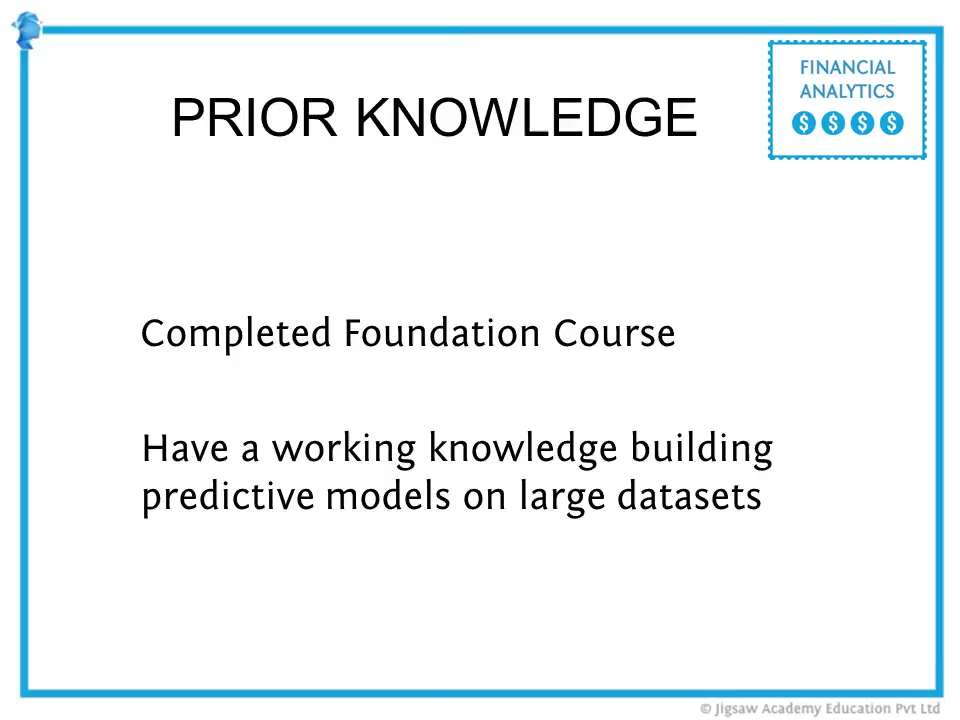 FINANCIAL
ANALYTICS
$ $ $ $
PRIOR KNOWLEDGE
Completed Foundation Course
Have a working knowledge building
predictive models on large datasets
© Jigsaw Academy Education Pvt Ltd